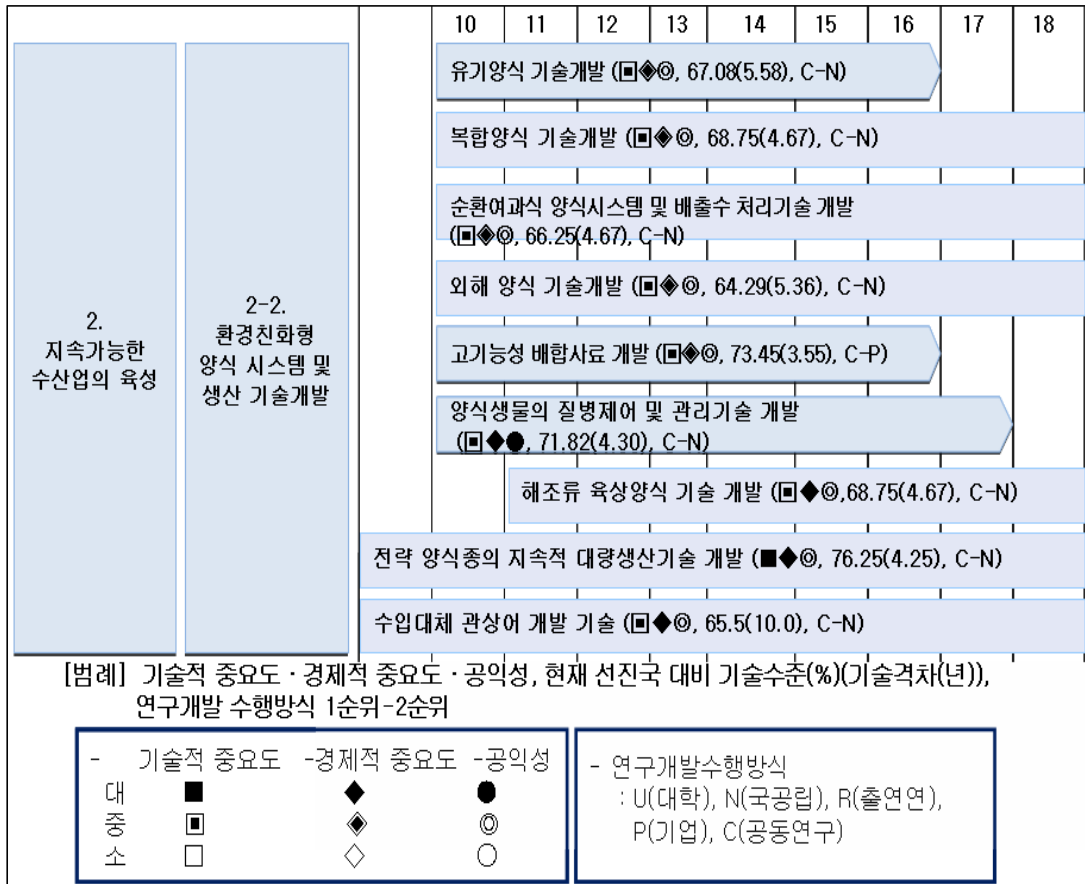 10 11 12 13 14 15 16 17 18
2.
지속가능한
수산업의 육성
2-2.
환경친화형
양식 시스템 및
생산 기술개발
유기양식 기술개발 (▣◈◎, 67.08(5.58), C-N)
복합양식 기술개발 (▣◈◎, 68.75(4.67), C-N)
순환여과식 양식시스템 및 배출수 처리기술 개발
(▣◈◎, 66.25(4.67), C-N)
외해 양식 기술개발 (▣◈◎, 64.29(5.36), C-N)
고기능성 배합사료 개발 (▣◈◎, 73.45(3.55), C-P)
양식생물의 질병제어 및 관리기술 개발
(▣◆●, 71.82(4.30), C-N)
해조류 육상양식 기술 개발 (▣◆◎,68.75(4.67), C-N)
전략 양식종의 지속적 대량생산기술 개발 (■◆◎, 76.25(4.25), C-N)
수입대체 관상어 개발 기술 (▣◆◎, 65.5(10.0), C-N)
[범례] 기술적 중요도 · 경제적 중요도 · 공익성, 현재 선진국 대비 기술수준(%)(기술격차(년)),
연구개발 수행방식 1순위-2순위
- 기술적 중요도 -경제적 중요도 -공익성
대 ■ ◆ ●
중 ▣ ◈ ◎
소 □ ◇ ○
- 연구개발수행방식
: U(대학), N(국공립), R(출연연),
P(기업), C(공동연구)